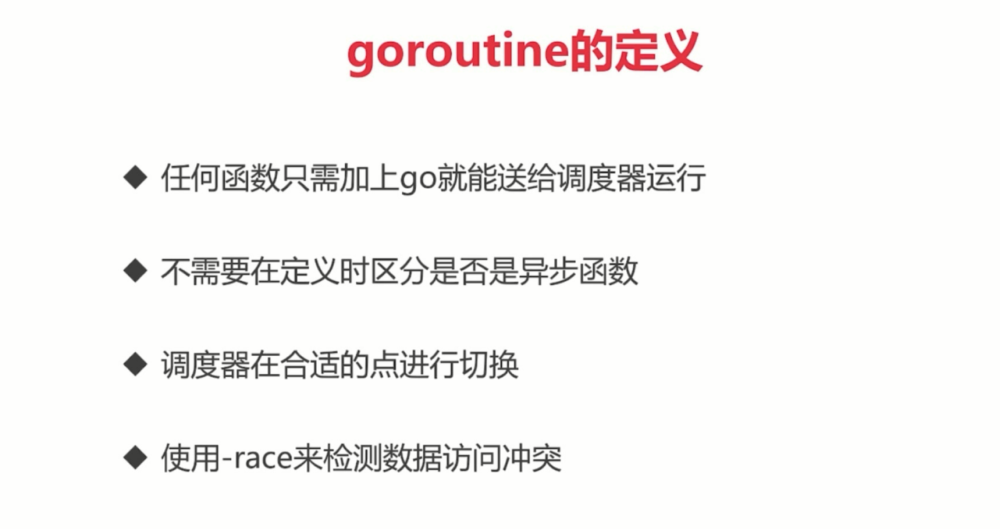 goroutine的定义
◆ 任何函数只需加上go就能送给调度器运行
◆ 不需要在定义时区分是否是异步函数
◆ 调度器在合适的点进行切换
◆ 使用-race来检测数据访问冲突